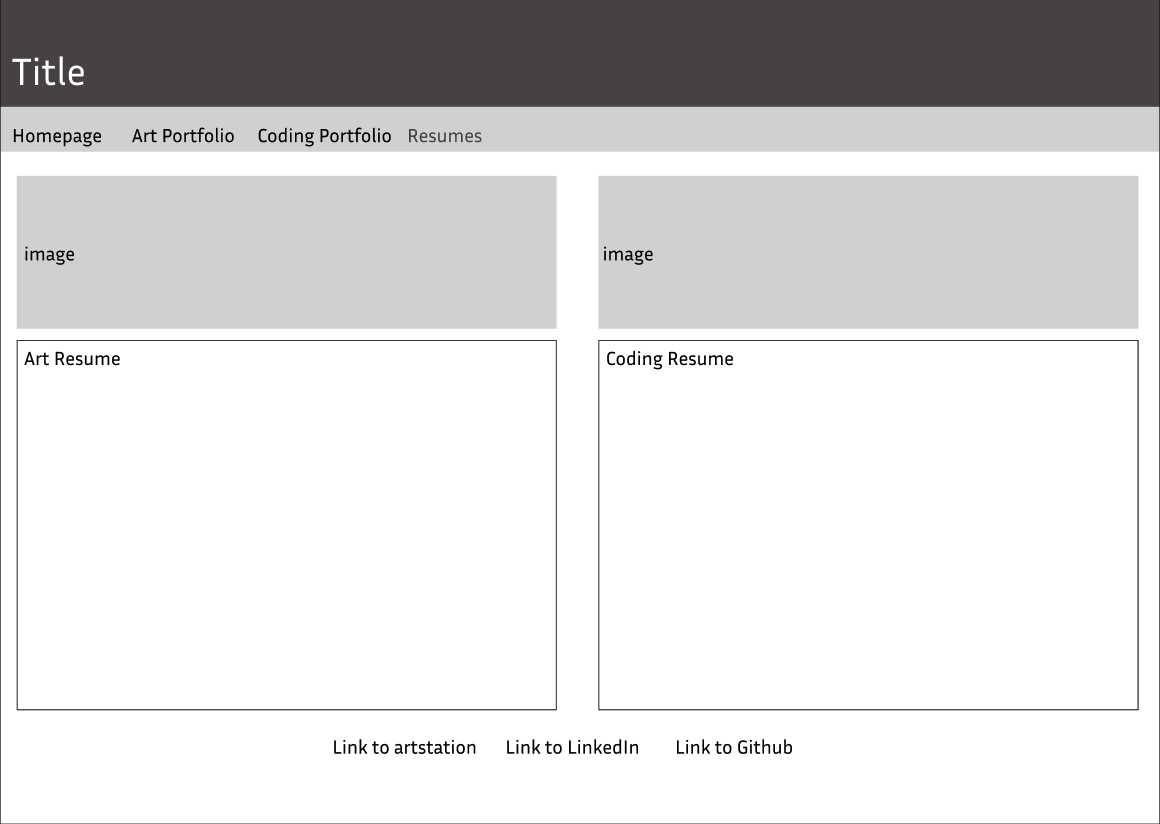 Title
Homepage Art Portfolio Coding Portfolio Resumes
image image
Art Resume Coding Resume
Link to artstation Link to LinkedIn Link to Github